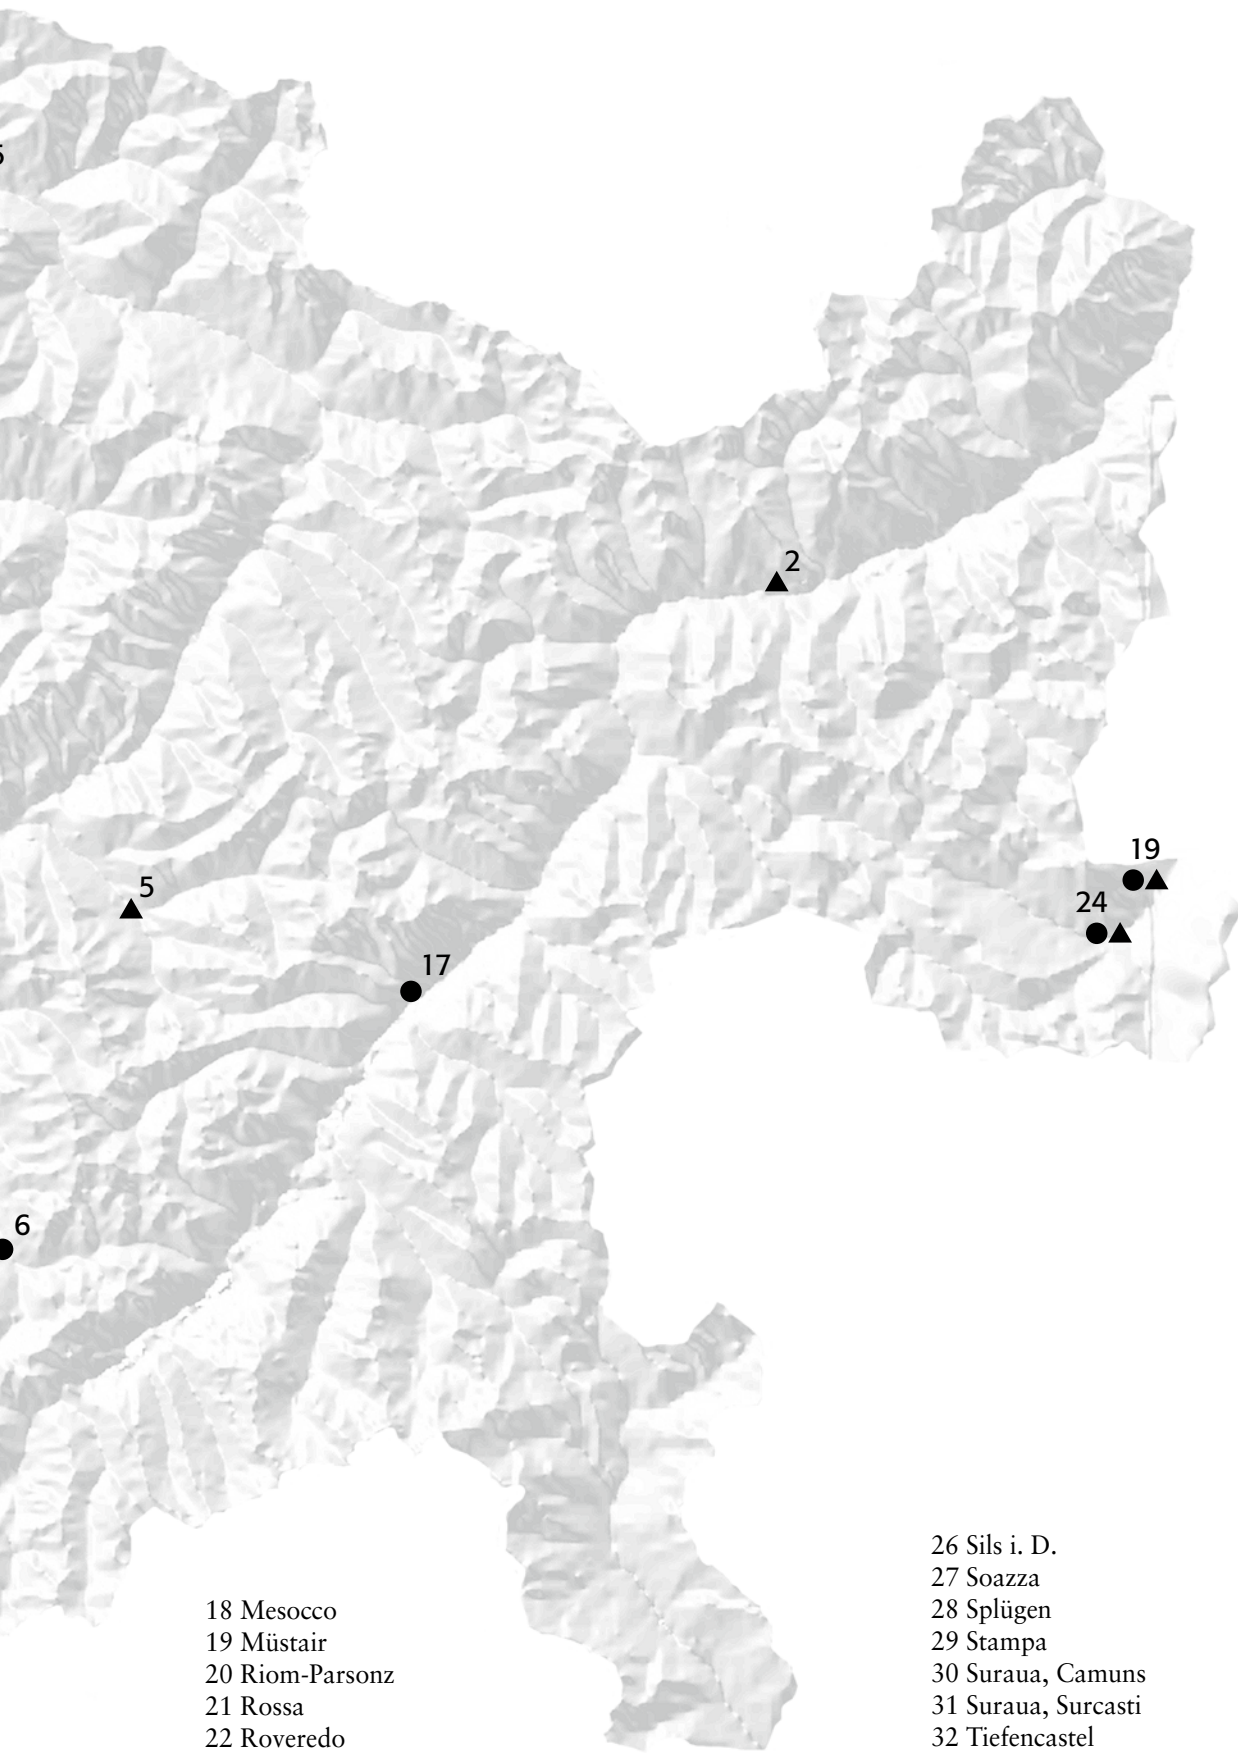 5
2
19
5
24
17
6
18 Mesocco
19 Müstair
20 Riom-Parsonz
21 Rossa
22 Roveredo
26 Sils i. D.
27 Soazza
28 Splügen
29 Stampa
30 Suraua, Camuns
31 Suraua, Surcasti
32 Tiefencastel